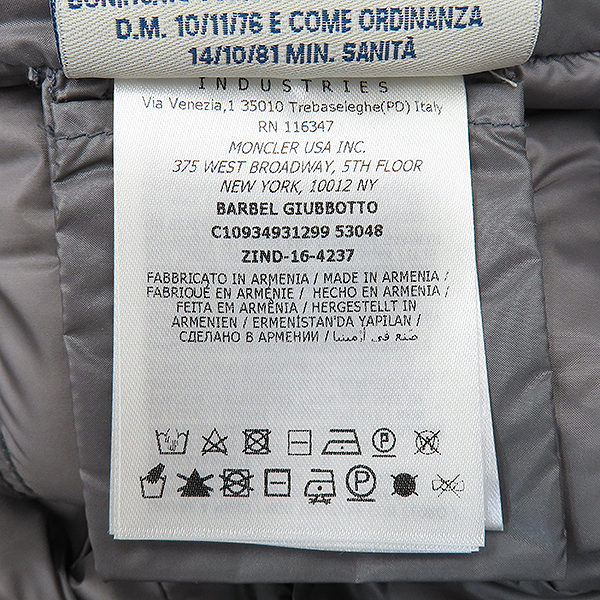 D.M. 10/11/76 E COME ORDINANZA
14/10/81 MIN. SANITÀ
INDUSTRIES
Via Venezia,1 35010 Trebaseleghe(PD) Italy
RN 116347
MONCLER USA INC.
375 WEST BROADWAY, 5TH FLOOR
NEW YORK, 10012 NY
BARBEL GIUBBOTTO
C10934931299 53048
ZIND-16-4237
FABBRICATO IN ARMENIA / MADE IN ARMENIA /
FABRIQUÉ EN ARMÉNIE / HECHO EN ARMENIA /
FEITA EM ARMÊNIA / HERGESTELLT IN
ARMENIEN / ERMENİSTAN'DA YAPILAN /
СДЕЛАНО В АРМЕНИИ / صنع في أرمينيا
P W
P